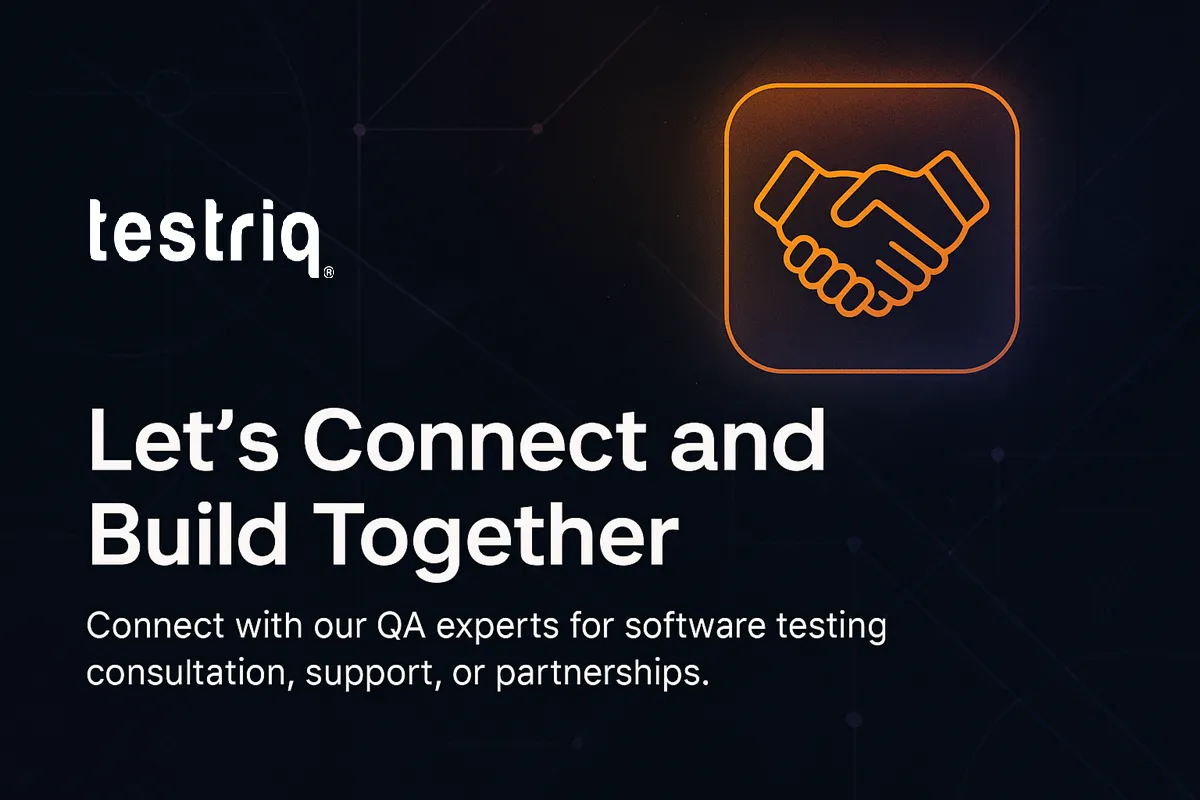 testriq®
Let's Connect and
Build Together
Connect with our QA experts for software testing
consultation, support, or partnerships.